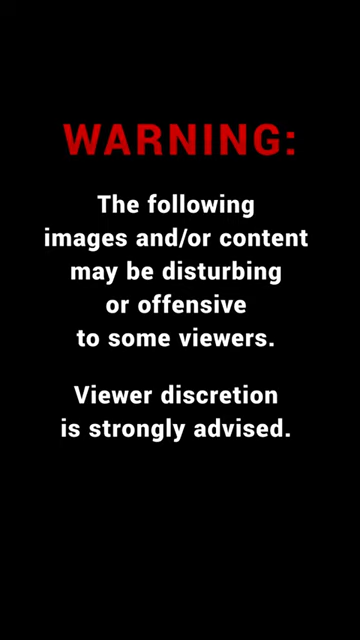 WARNING:
The following
images and/or content
may be disturbing
or offensive
to some viewers.
Viewer discretion
is strongly advised.